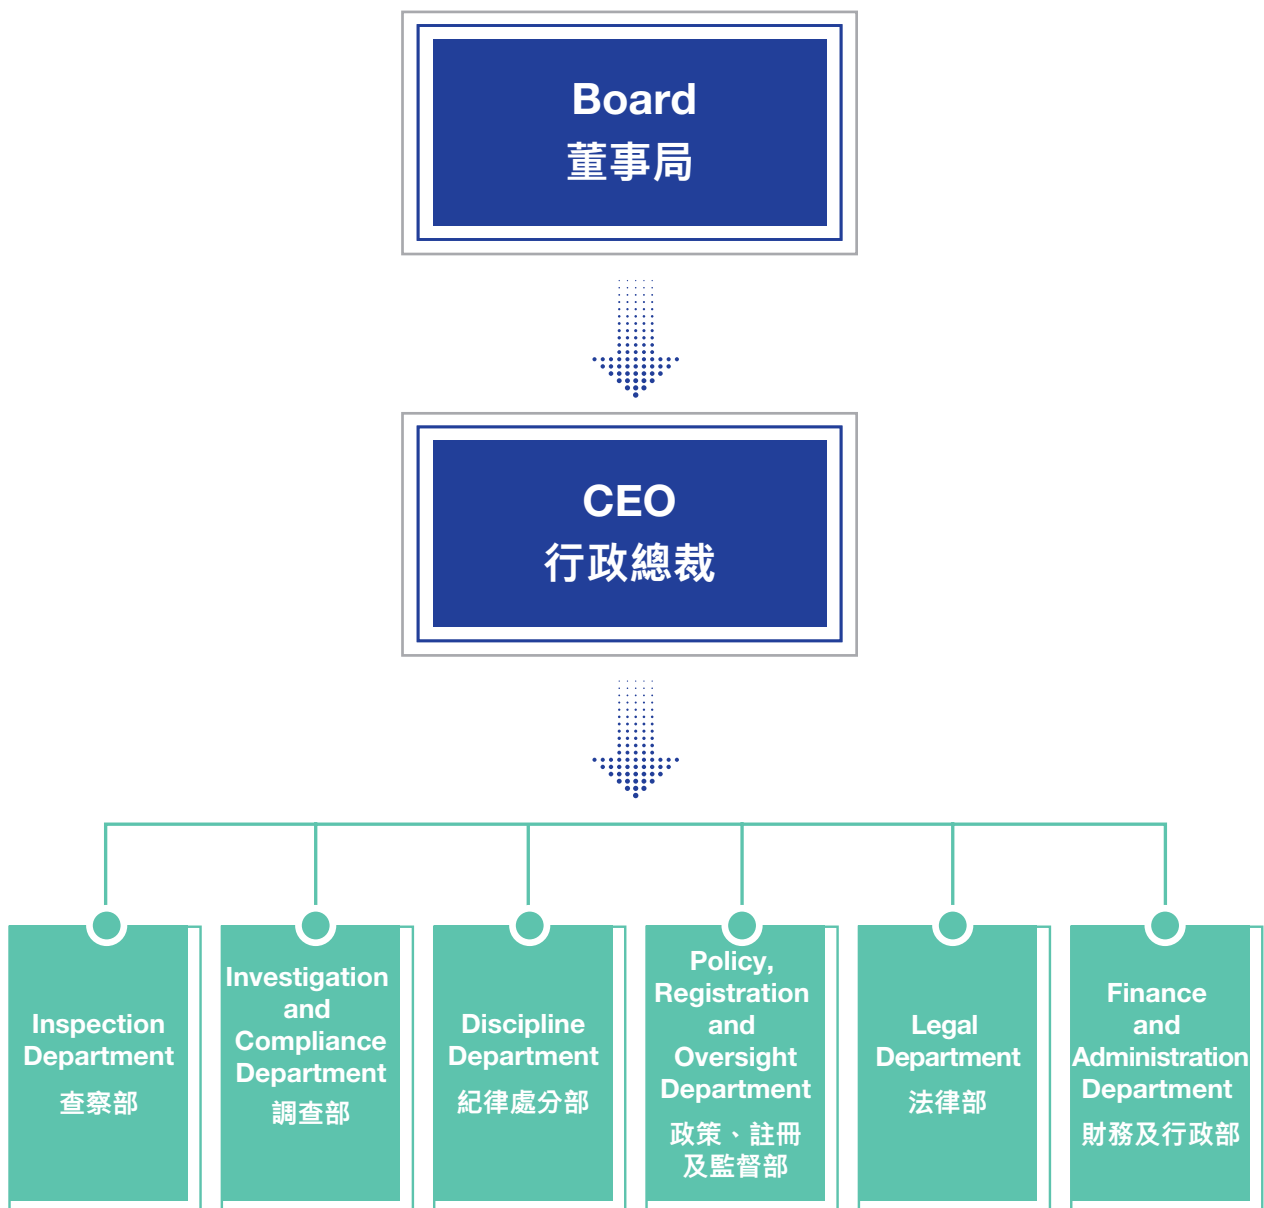 Board
董事局
CEO
行政總裁
Inspection
Department
查察部
Investigation
and
Compliance
Department
調查部
Discipline
Department
紀律處分部
Policy,
Registration
and
Oversight
Department
政策、註冊
及監督部
Legal
Department
法律部
Finance
and
Administration
Department
財務及行政部